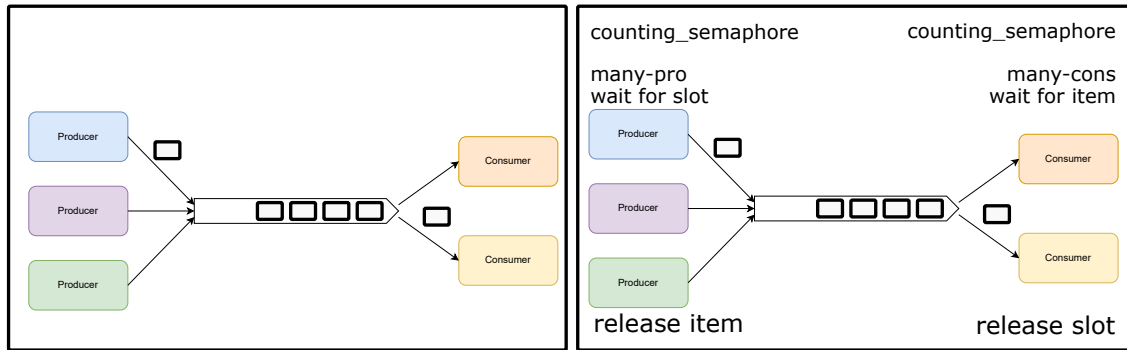 Producer
Producer
Producer
Consumer
Consumer
counting_semaphore
counting_semaphore
many-pro
wait for slot
many-cons
wait for item
Producer
Producer
Producer
Consumer
Consumer
release item
release slot